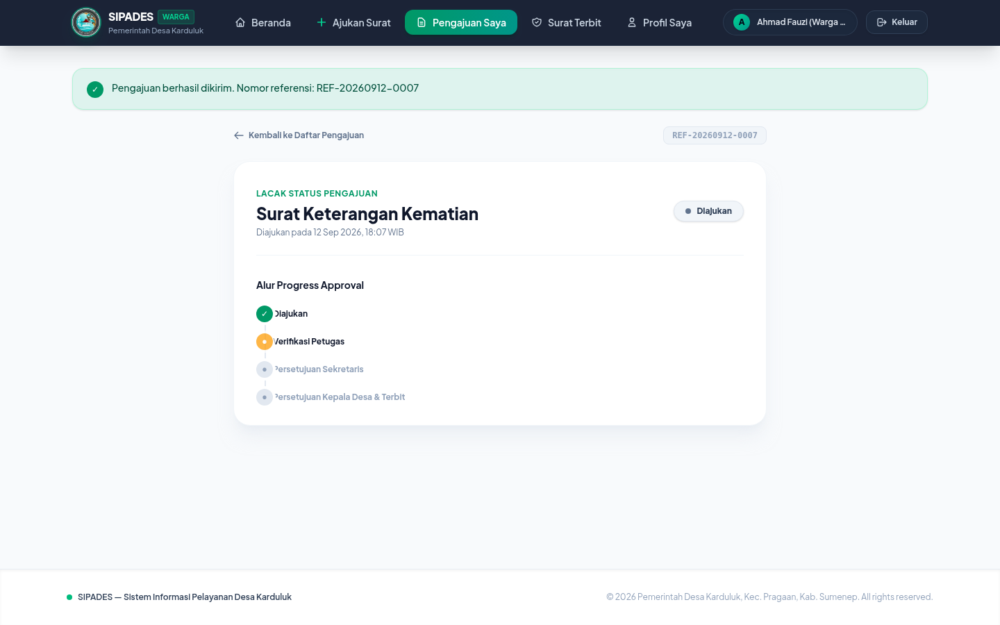 SIPADES WARGA
Pemerintah Desa Karduluk
Beranda
Ajukan Surat
Pengajuan Saya
Surat Terbit
Profil Saya
A Ahmad Fauzi (Warga ...
Keluar
Pengajuan berhasil dikirim. Nomor referensi: REF-20260912-0007
Kembali ke Daftar Pengajuan
REF-20260912-0007
LACAK STATUS PENGAJUAN
Surat Keterangan Kematian
Diajukan pada 12 Sep 2026, 18:07 WIB
Diajukan
Alur Progress Approval
Diajukan
Verifikasi Petugas
Persetujuan Sekretaris
Persetujuan Kepala Desa & Terbit
SIPADES — Sistem Informasi Pelayanan Desa Karduluk
© 2026 Pemerintah Desa Karduluk, Kec. Pragaan, Kab. Sumenep. All rights reserved.